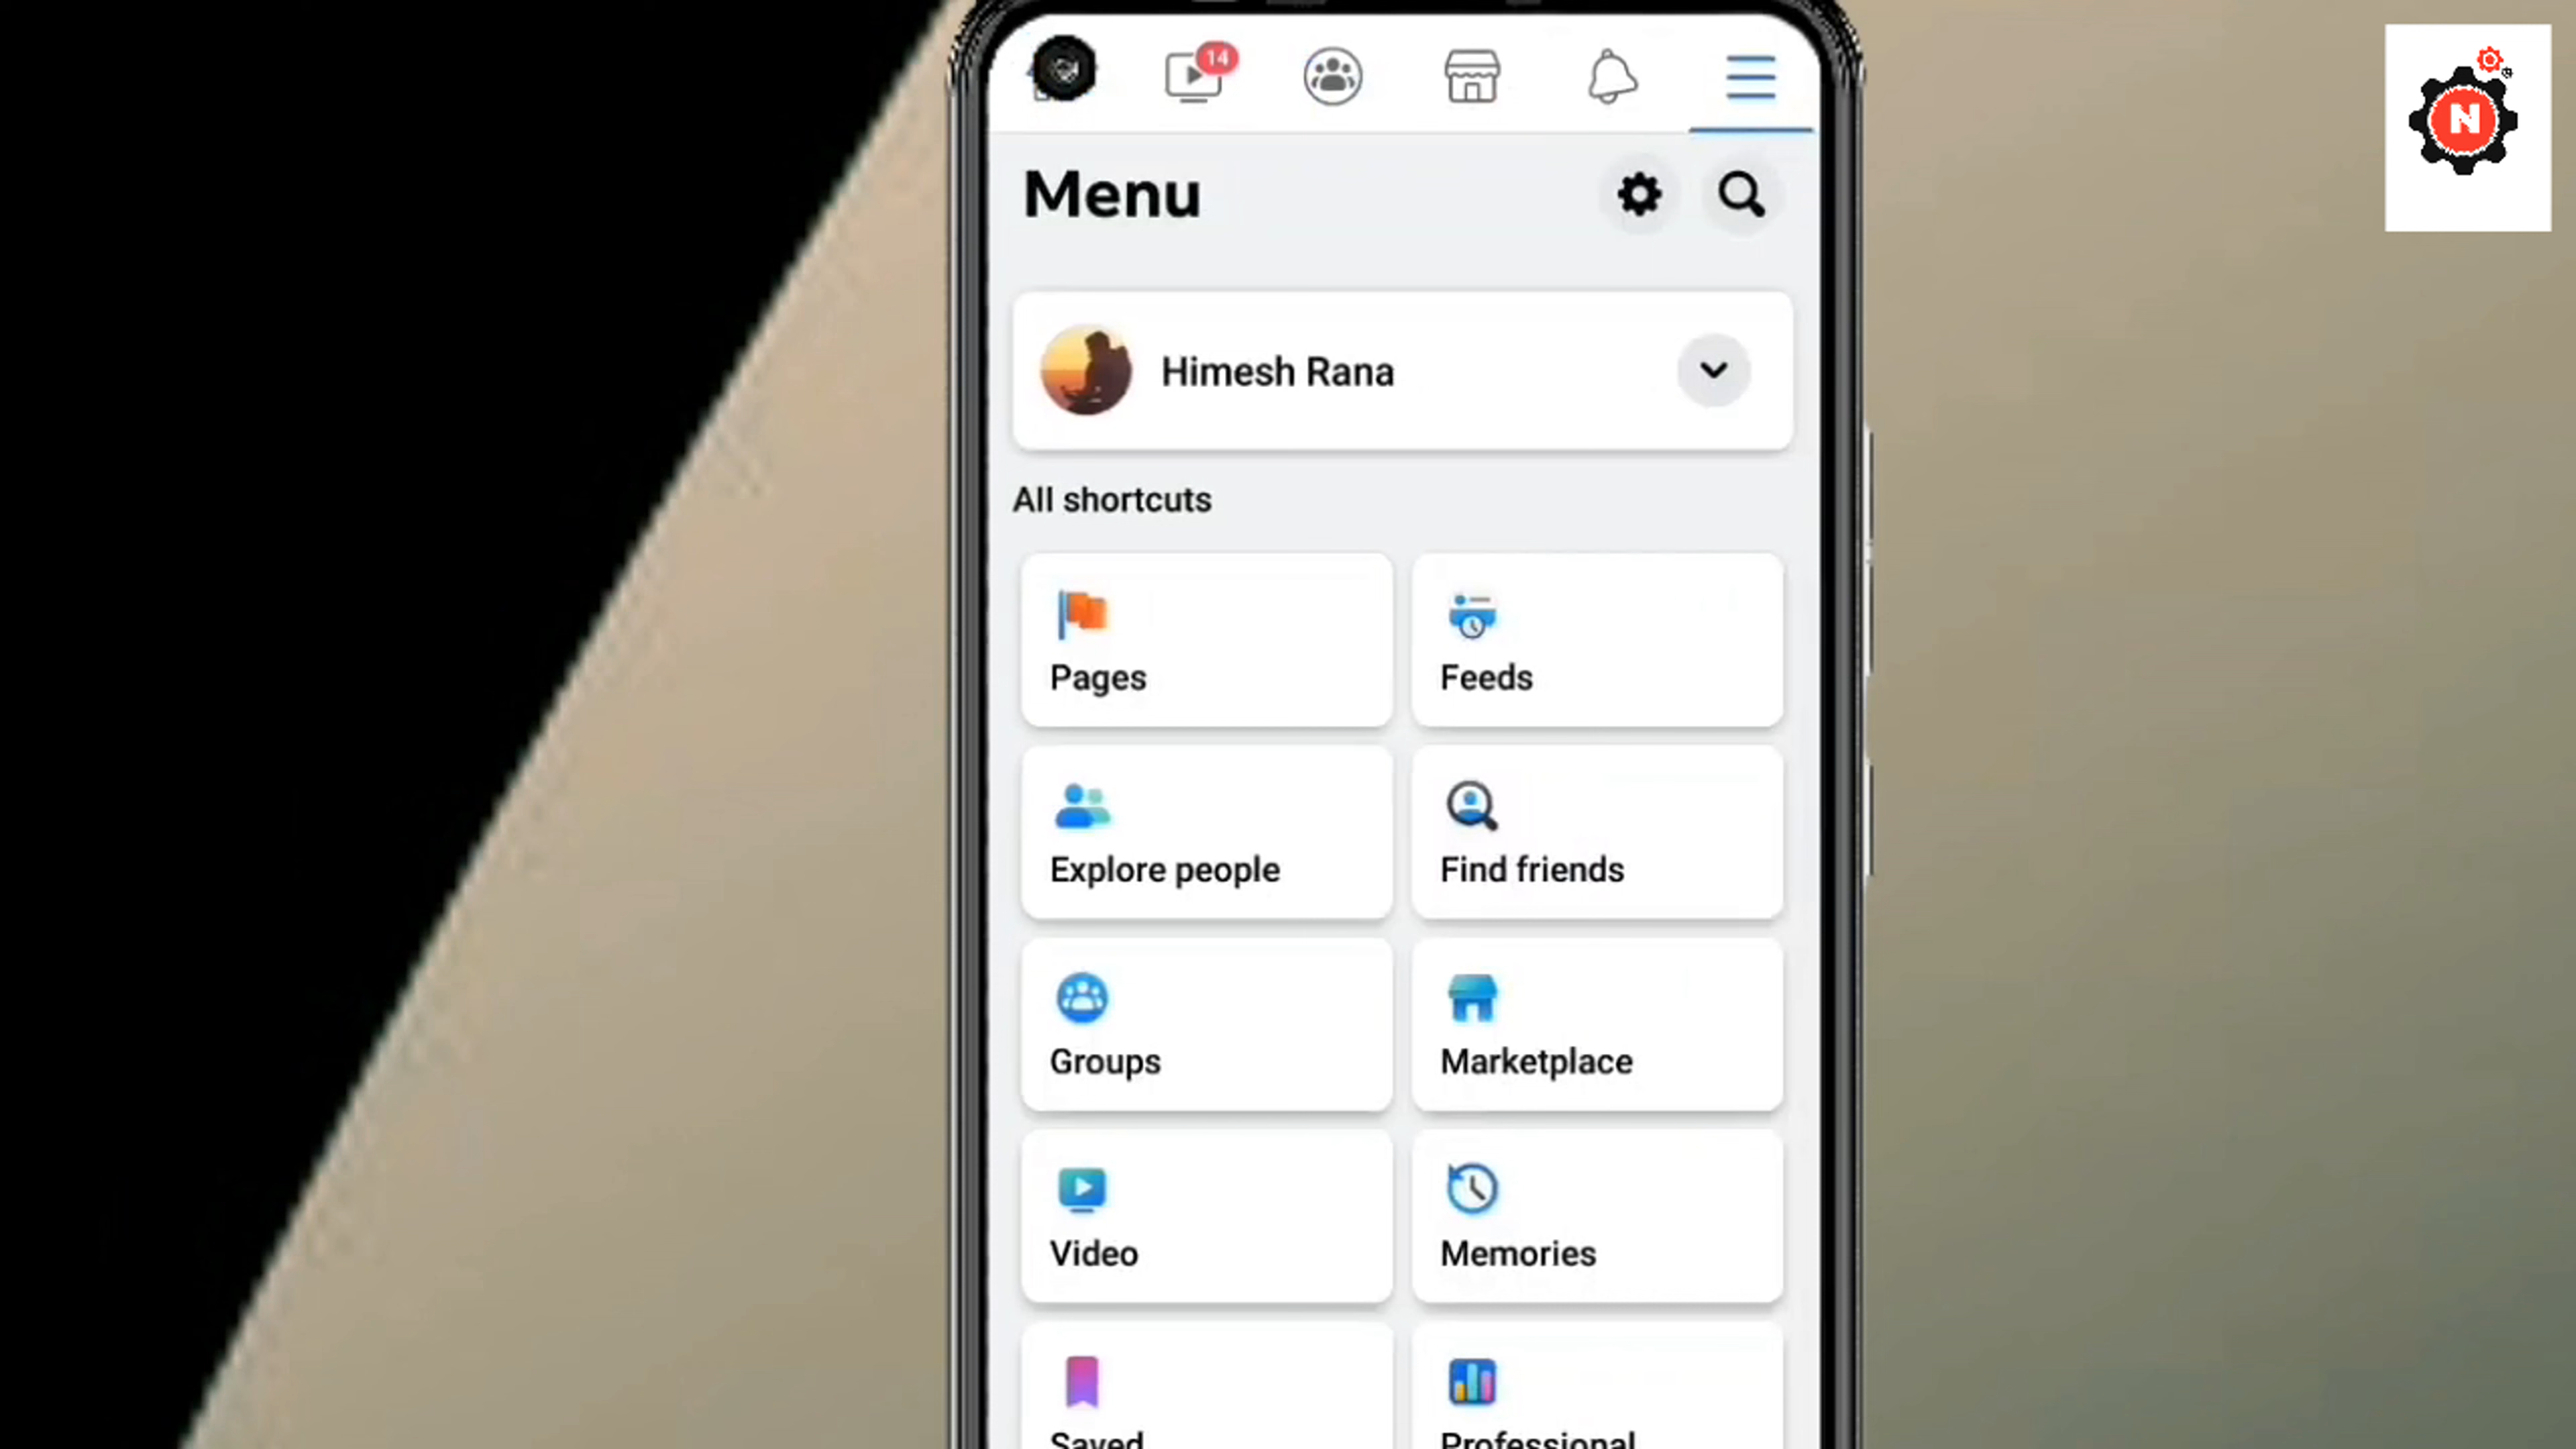 14
N
Menu
Himesh Rana
All shortcuts
Pages
Feeds
Explore people
Find friends
Groups
Marketplace
Video
Memories
Saved
Professional